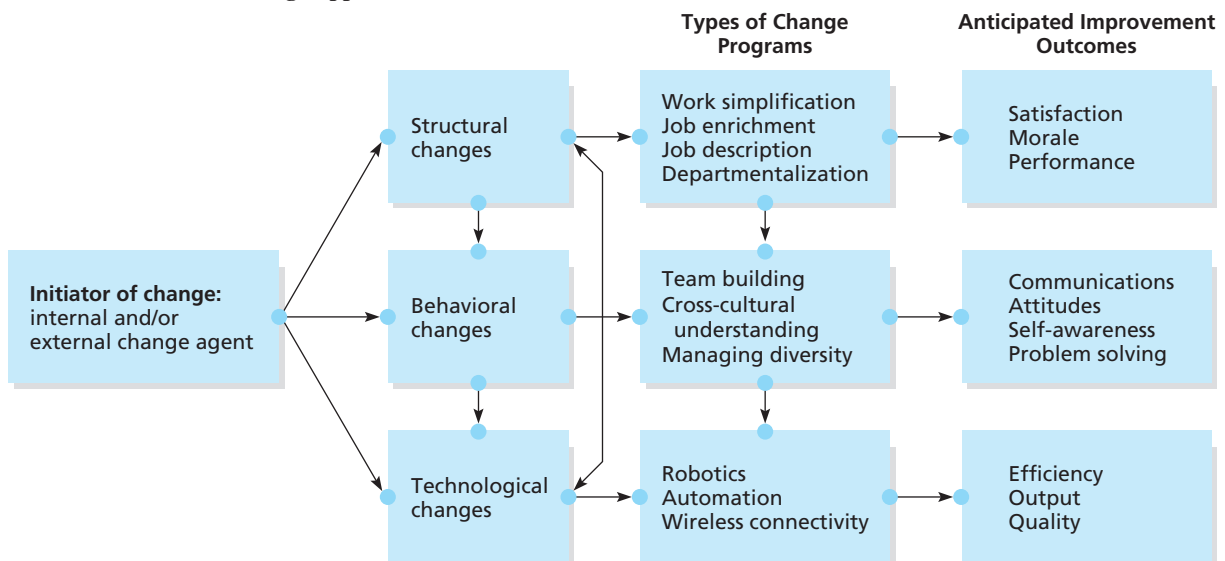 Types of Change
Programs
Anticipated Improvement
Outcomes
Structural
changes
Work simplification
Job enrichment
Job description
Departmentalization
Satisfaction
Morale
Performance
Initiator of change:
internal and/or
external change agent
Behavioral
changes
Team building
Cross-cultural
understanding
Managing diversity
Communications
Attitudes
Self-awareness
Problem solving
Technological
changes
Robotics
Automation
Wireless connectivity
Efficiency
Output
Quality